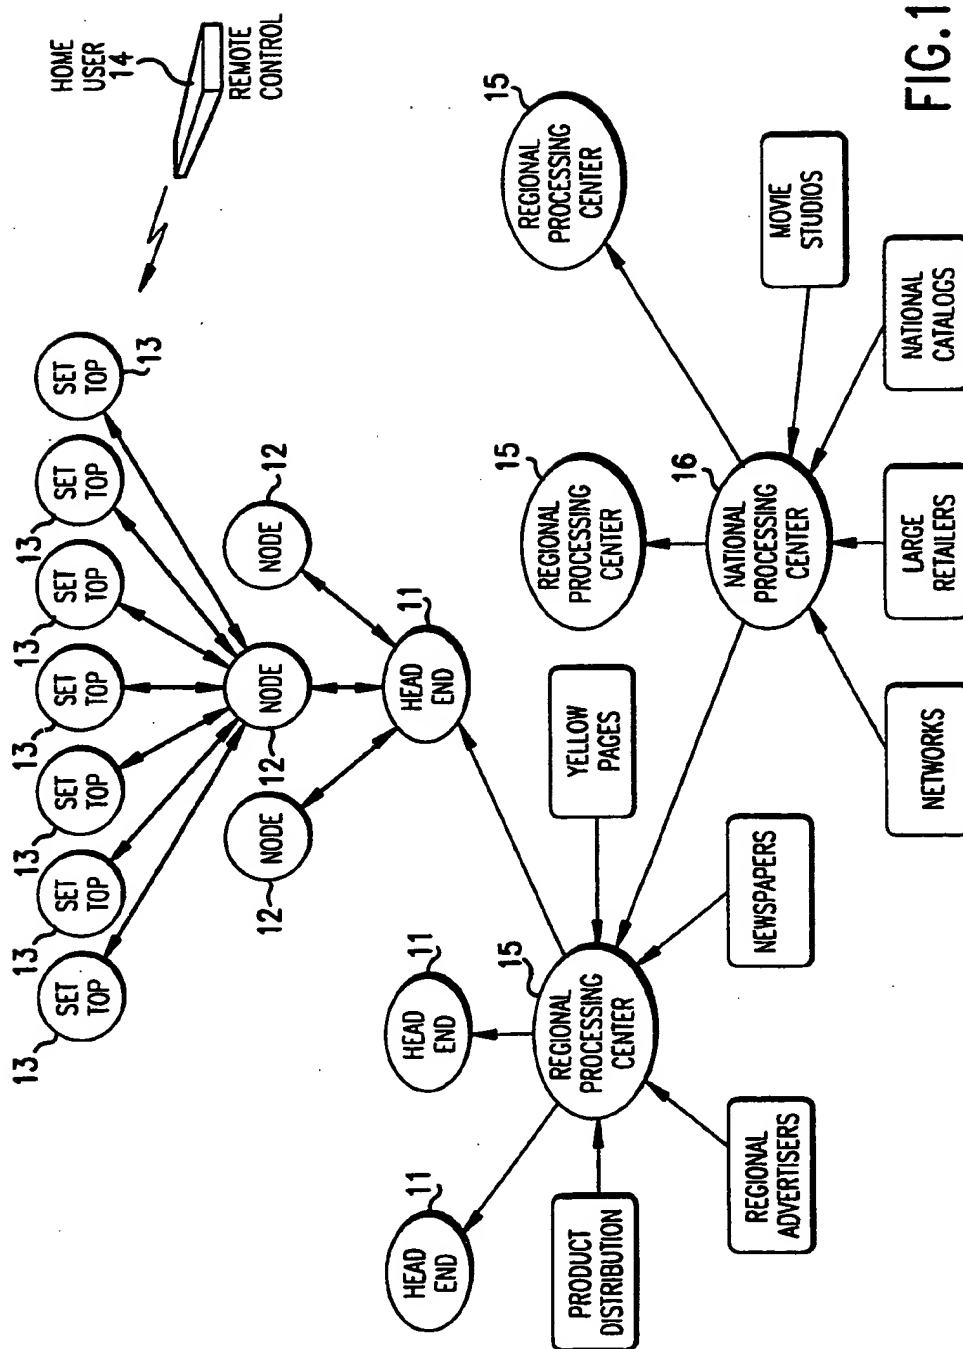 HOME
USER
14
REMOTE
CONTROL
13
SET
TOP
13
SET
TOP
13
SET
TOP
13
SET
TOP
13
SET
TOP
13
SET
TOP
SET
TOP
13
12
NODE
12
NODE
NODE
12
HEAD
END
11
HEAD
END
11
HEAD
END
11
15
REGIONAL
PROCESSING
CENTER
YELLOW
PAGES
15
REGIONAL
PROCESSING
CENTER
15
REGIONAL
PROCESSING
CENTER
PRODUCT
DISTRIBUTION
REGIONAL
ADVERTISERS
NEWSPAPERS
16
NATIONAL
PROCESSING
CENTER
MOVIE
STUDIOS
NETWORKS
LARGE
RETAILERS
NATIONAL
CATALOGS
FIG.1